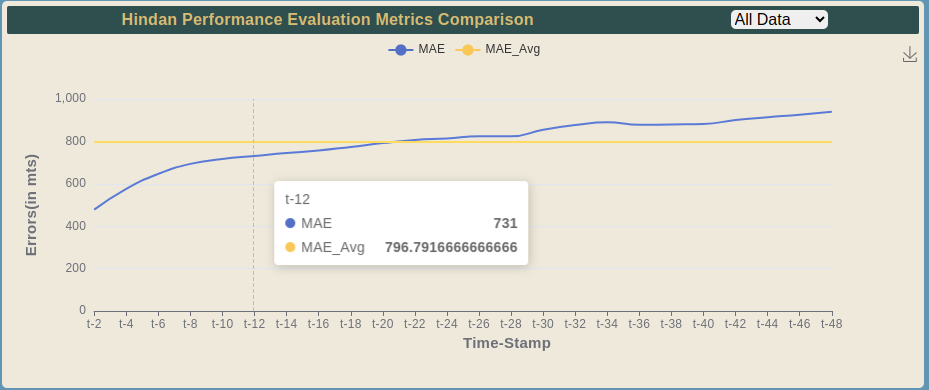 Hindan Performance Evaluation Metrics Comparison All Data
MAE MAE_Avg
1,000
800
600
400
200
0
Errors(in mts)
t-12
MAE 731
MAE_Avg 796.7916666666666
t-2 t-4 t-6 t-8 t-10 t-12 t-14 t-16 t-18 t-20 t-22 t-24 t-26 t-28 t-30 t-32 t-34 t-36 t-38 t-40 t-42 t-44 t-46 t-48
Time-Stamp